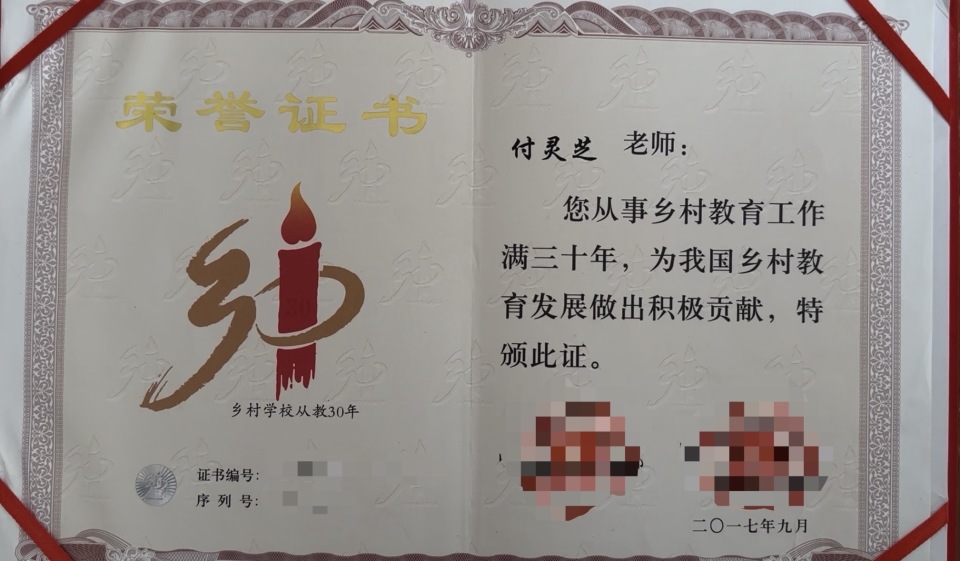 荣誉证书
乡村学校从教30年
证书编号：
序列号：
付灵芝 老师：
您从事乡村教育工作
满三十年，为我国乡村教
育发展做出积极贡献，特
颁此证。
二〇一七年九月